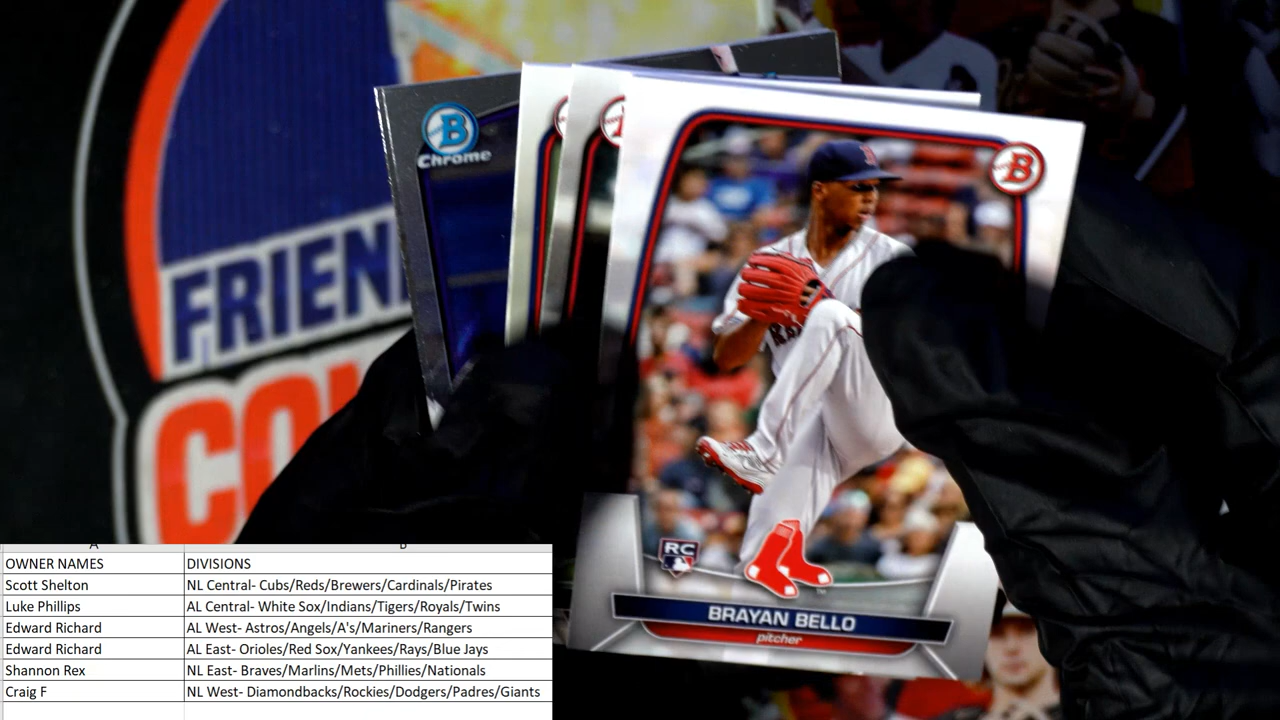 FRIEN
CO
B
Chrome
B
RC
BRAYAN BELLO
pitcher
A B
OWNER NAMES DIVISIONS
Scott Shelton NL Central- Cubs/Reds/Brewers/Cardinals/Pirates
Luke Phillips AL Central- White Sox/Indians/Tigers/Royals/Twins
Edward Richard AL West- Astros/Angels/A's/Mariners/Rangers
Edward Richard AL East- Orioles/Red Sox/Yankees/Rays/Blue Jays
Shannon Rex NL East- Braves/Marlins/Mets/Phillies/Nationals
Craig F NL West- Diamondbacks/Rockies/Dodgers/Padres/Giants